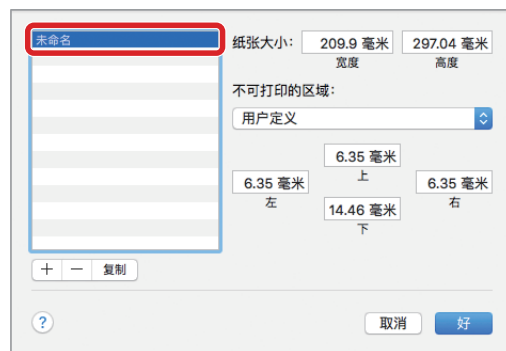 未命名
纸张大小: 209.9 毫米 297.04 毫米
宽度 高度
不可打印的区域:
用户定义
6.35 毫米
上
6.35 毫米 6.35 毫米
左 右
14.46 毫米
下
+ — 复制
? 取消 好